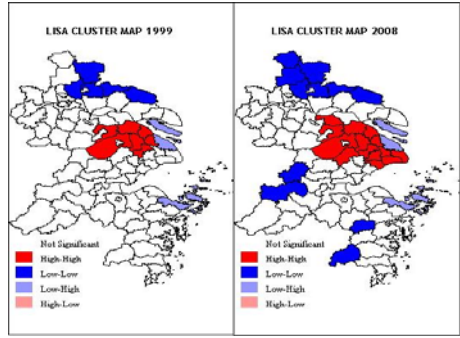 LISA CLUSTER MAP 1999
Not Significant
High-High
Low-Low
Low-High
High-Low
LISA CLUSTER MAP 2008
Not Significant
High-High
Low-Low
Low-High
High-Low